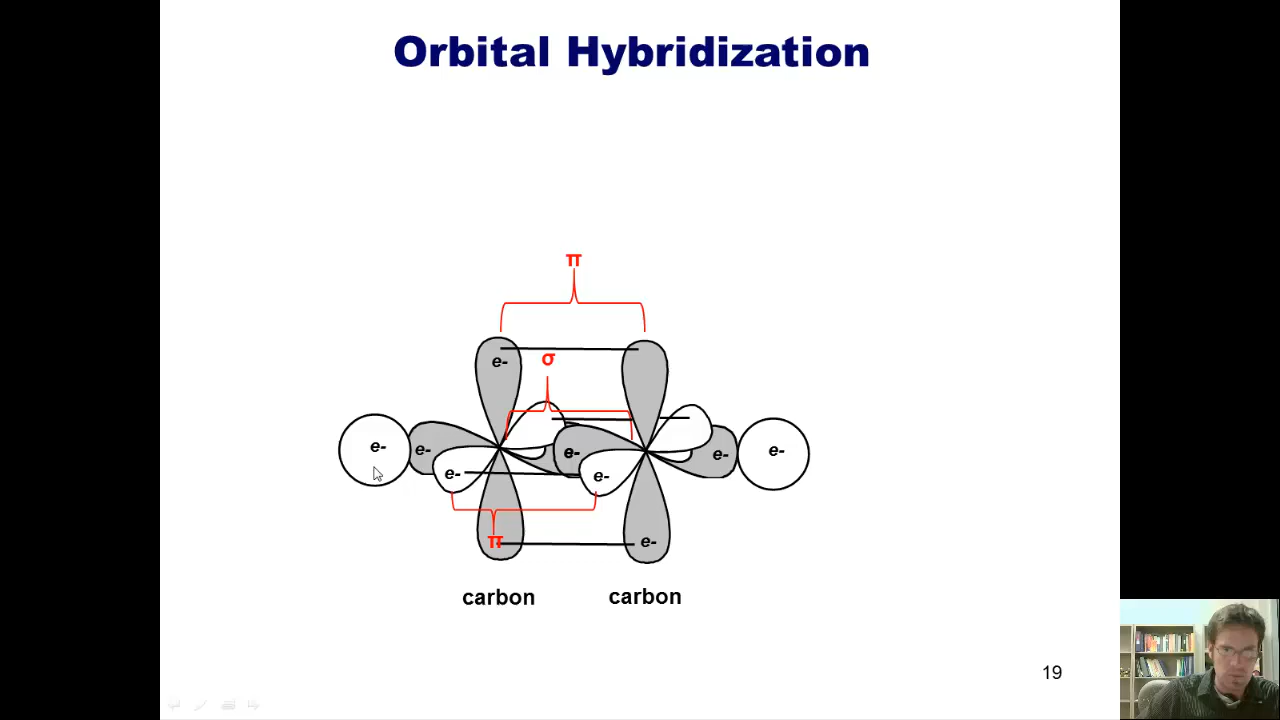 Orbital Hybridization
π
e-
σ
e- e- e- e- e-
e- e-
π e-
carbon carbon
19